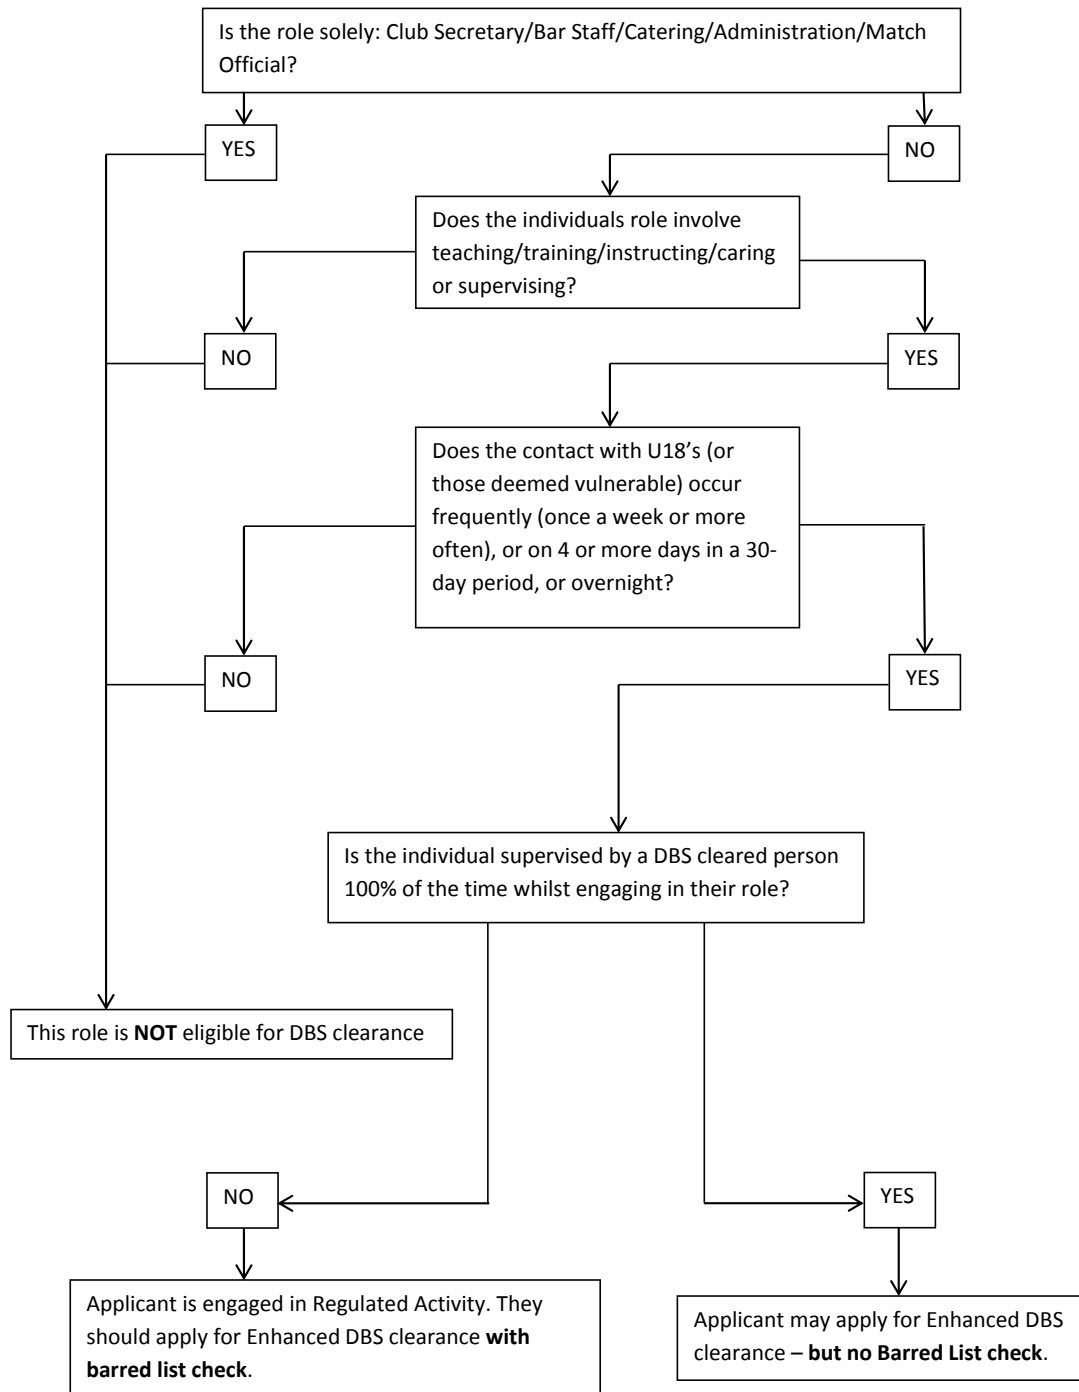 Is the role solely: Club Secretary/Bar Staff/Catering/Administration/Match
Official?
YES
NO
Does the individuals role involve
teaching/training/instructing/caring
or supervising?
NO
YES
Does the contact with U18’s (or
those deemed vulnerable) occur
frequently (once a week or more
often), or on 4 or more days in a 30-
day period, or overnight?
NO
YES
Is the individual supervised by a DBS cleared person
100% of the time whilst engaging in their role?
This role is NOT eligible for DBS clearance
NO
YES
Applicant is engaged in Regulated Activity. They
should apply for Enhanced DBS clearance with
barred list check.
Applicant may apply for Enhanced DBS
clearance – but no Barred List check.